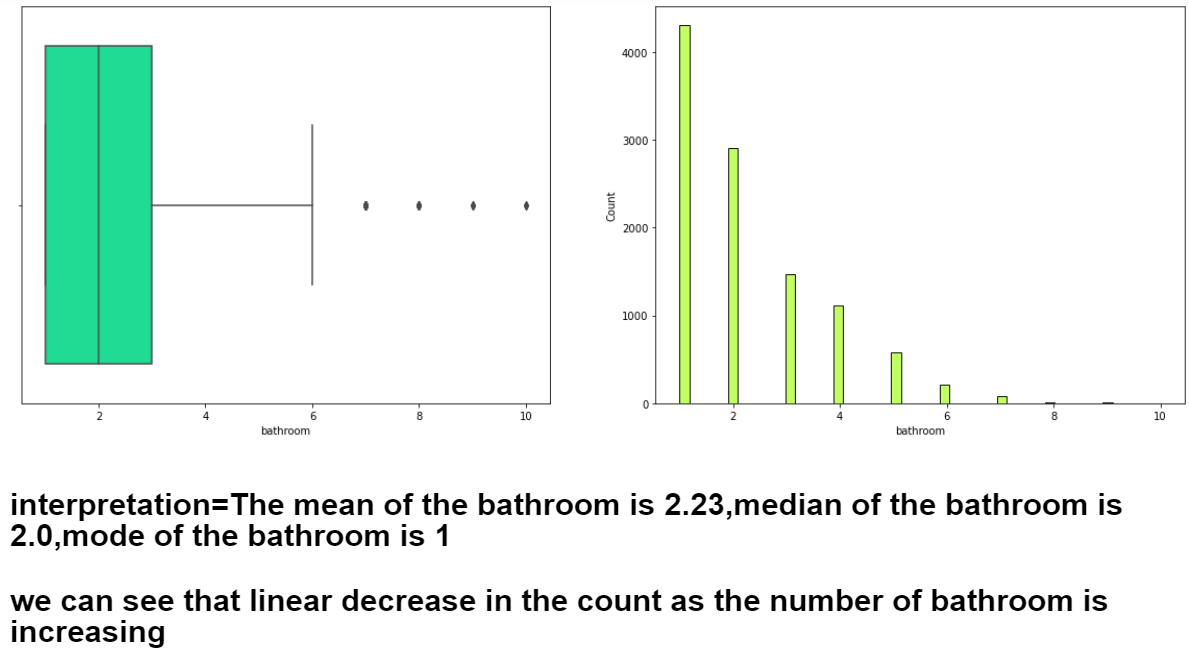 4000
3000
2000
1000
0
Count
2 4 6 8 10
bathroom
2 4 6 8 10
bathroom
interpretation=The mean of the bathroom is 2.23,median of the bathroom is
2.0,mode of the bathroom is 1
we can see that linear decrease in the count as the number of bathroom is
increasing